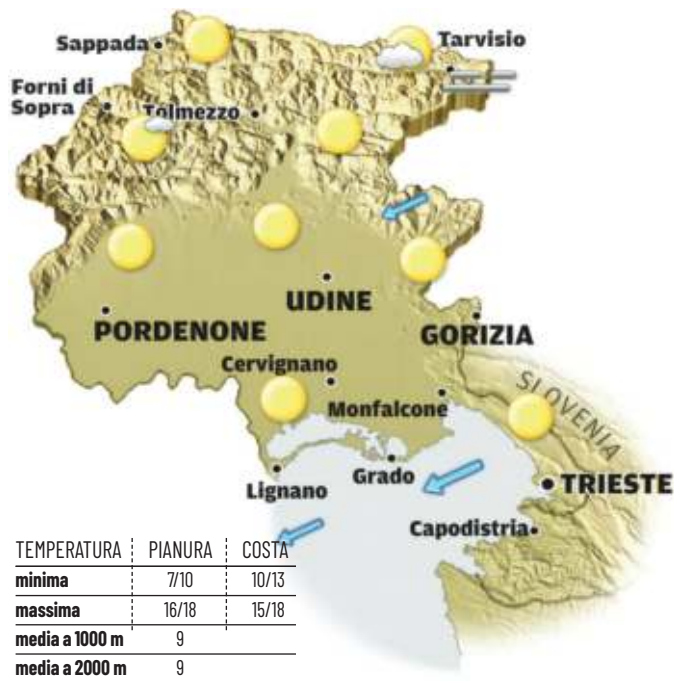 Sappada
Tarvisio
Forni di
Sopra
Tolmezzo
UDINE
PORDENONE
GORIZIA
Cervignano
SLOVENIA
Monfalcone
Grado
Lignano
TRIESTE
Capodistria
TEMPERATURA PIANURA COSTA
minima 7/10 10/13
massima 16/18 15/18
media a 1000 m 9
media a 2000 m 9